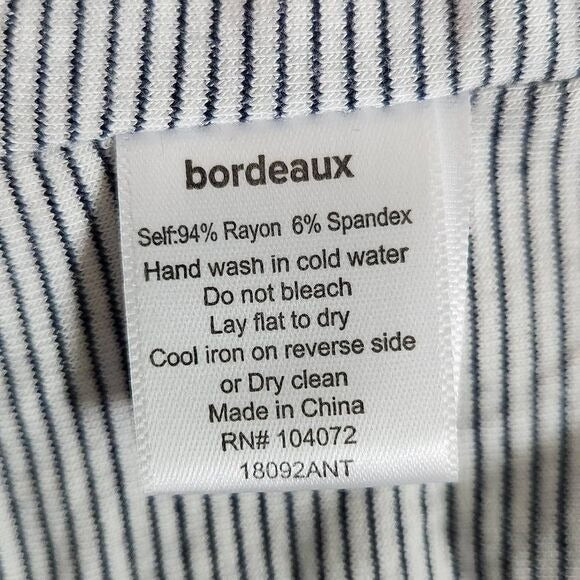 bordeaux
Self:94% Rayon 6% Spandex
Hand wash in cold water
Do not bleach
Lay flat to dry
Cool iron on reverse side
or Dry clean
Made in China
RN# 104072
18092ANT